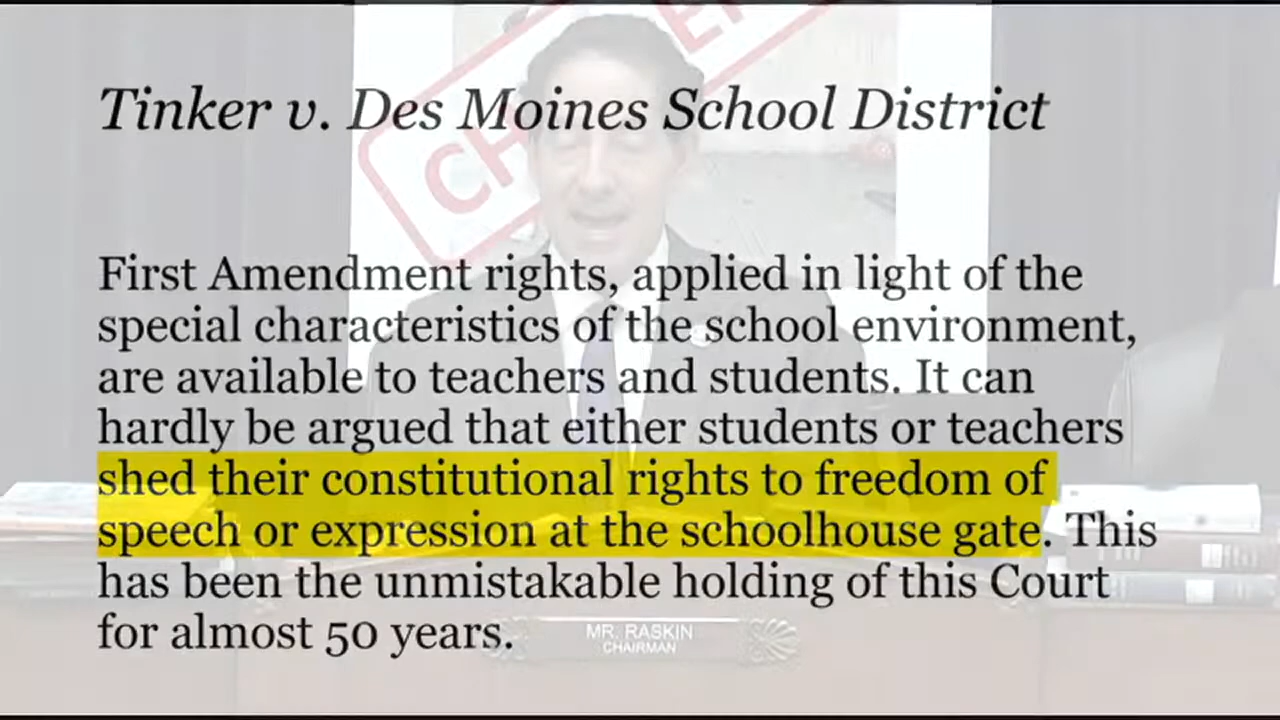 Tinker v. Des Moines School District
First Amendment rights, applied in light of the
special characteristics of the school environment,
are available to teachers and students. It can
hardly be argued that either students or teachers
shed their constitutional rights to freedom of
speech or expression at the schoolhouse gate. This
has been the unmistakable holding of this Court
for almost 50 years.
MR. RASKIN
CHAIRMAN